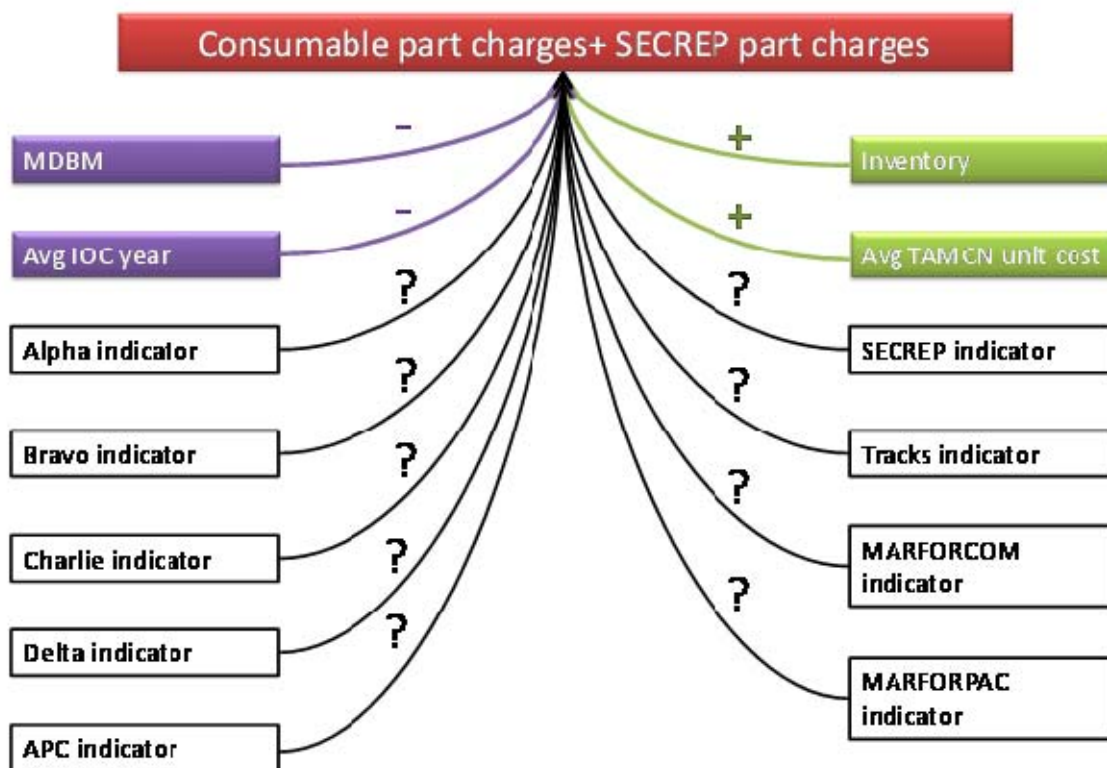 Consumable part charges+ SECREP part charges
-
+
MDBM
Inventory
-
+
Avg IOC year
Avg TAMCN unit cost
?
?
Alpha indicator
SECREP indicator
?
?
Bravo indicator
Tracks indicator
?
?
Charlie indicator
MARFORCOM
indicator
?
?
Delta indicator
?
MARFORPAC
indicator
APC indicator